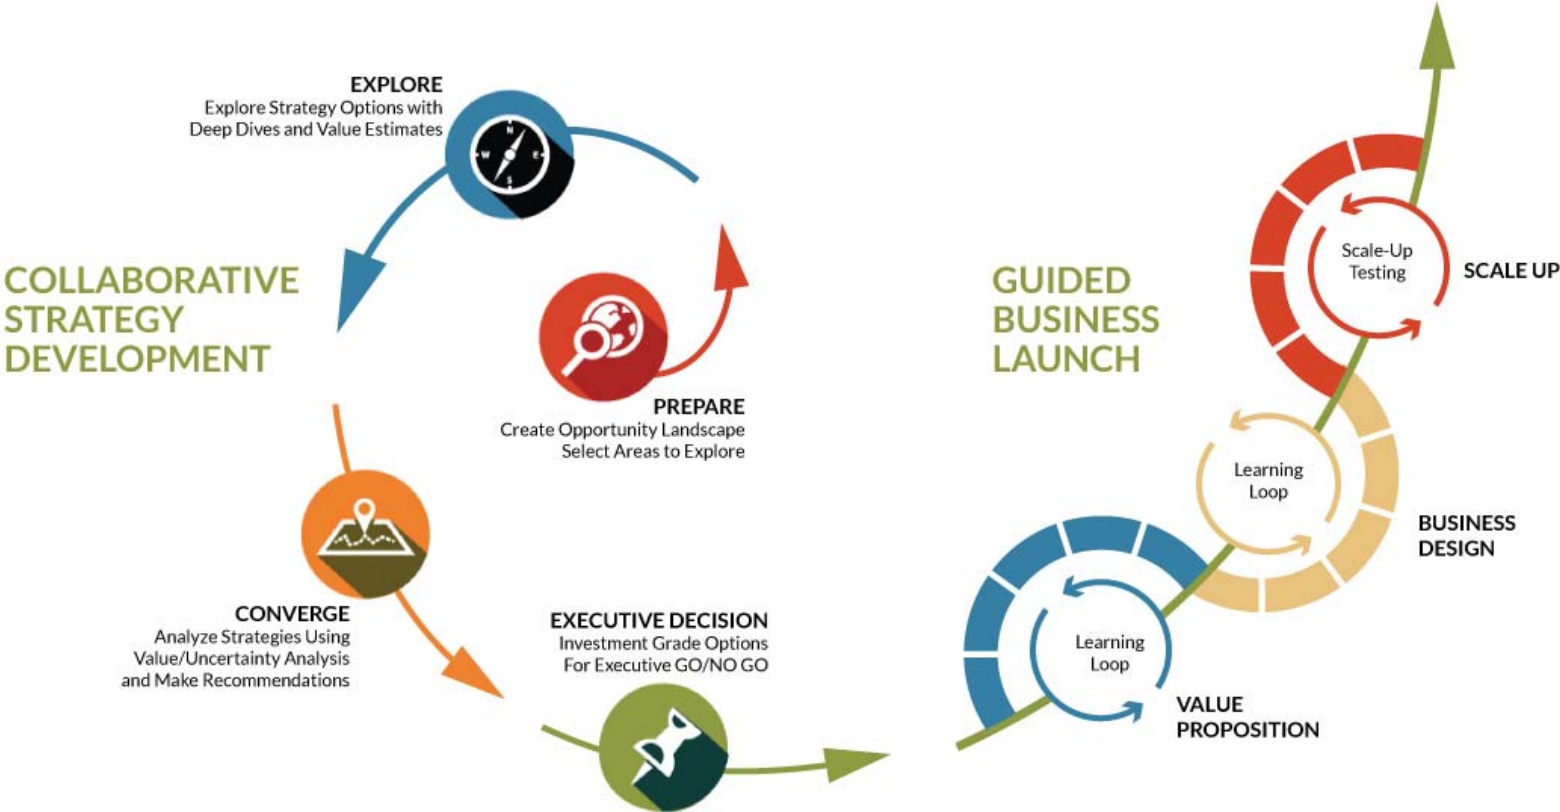 COLLABORATIVE
STRATEGY
DEVELOPMENT
EXPLORE
Explore Strategy Options with
Deep Dives and Value Estimates
N
W
E
S
PREPARE
Create Opportunity Landscape
Select Areas to Explore
CONVERGE
Analyze Strategies Using
Value/Uncertainty Analysis
and Make Recommendations
EXECUTIVE DECISION
Investment Grade Options
For Executive GO/NO GO
GUIDED
BUSINESS
LAUNCH
Learning
Loop
VALUE
PROPOSITION
Learning
Loop
BUSINESS
DESIGN
Scale-Up
Testing
SCALE UP